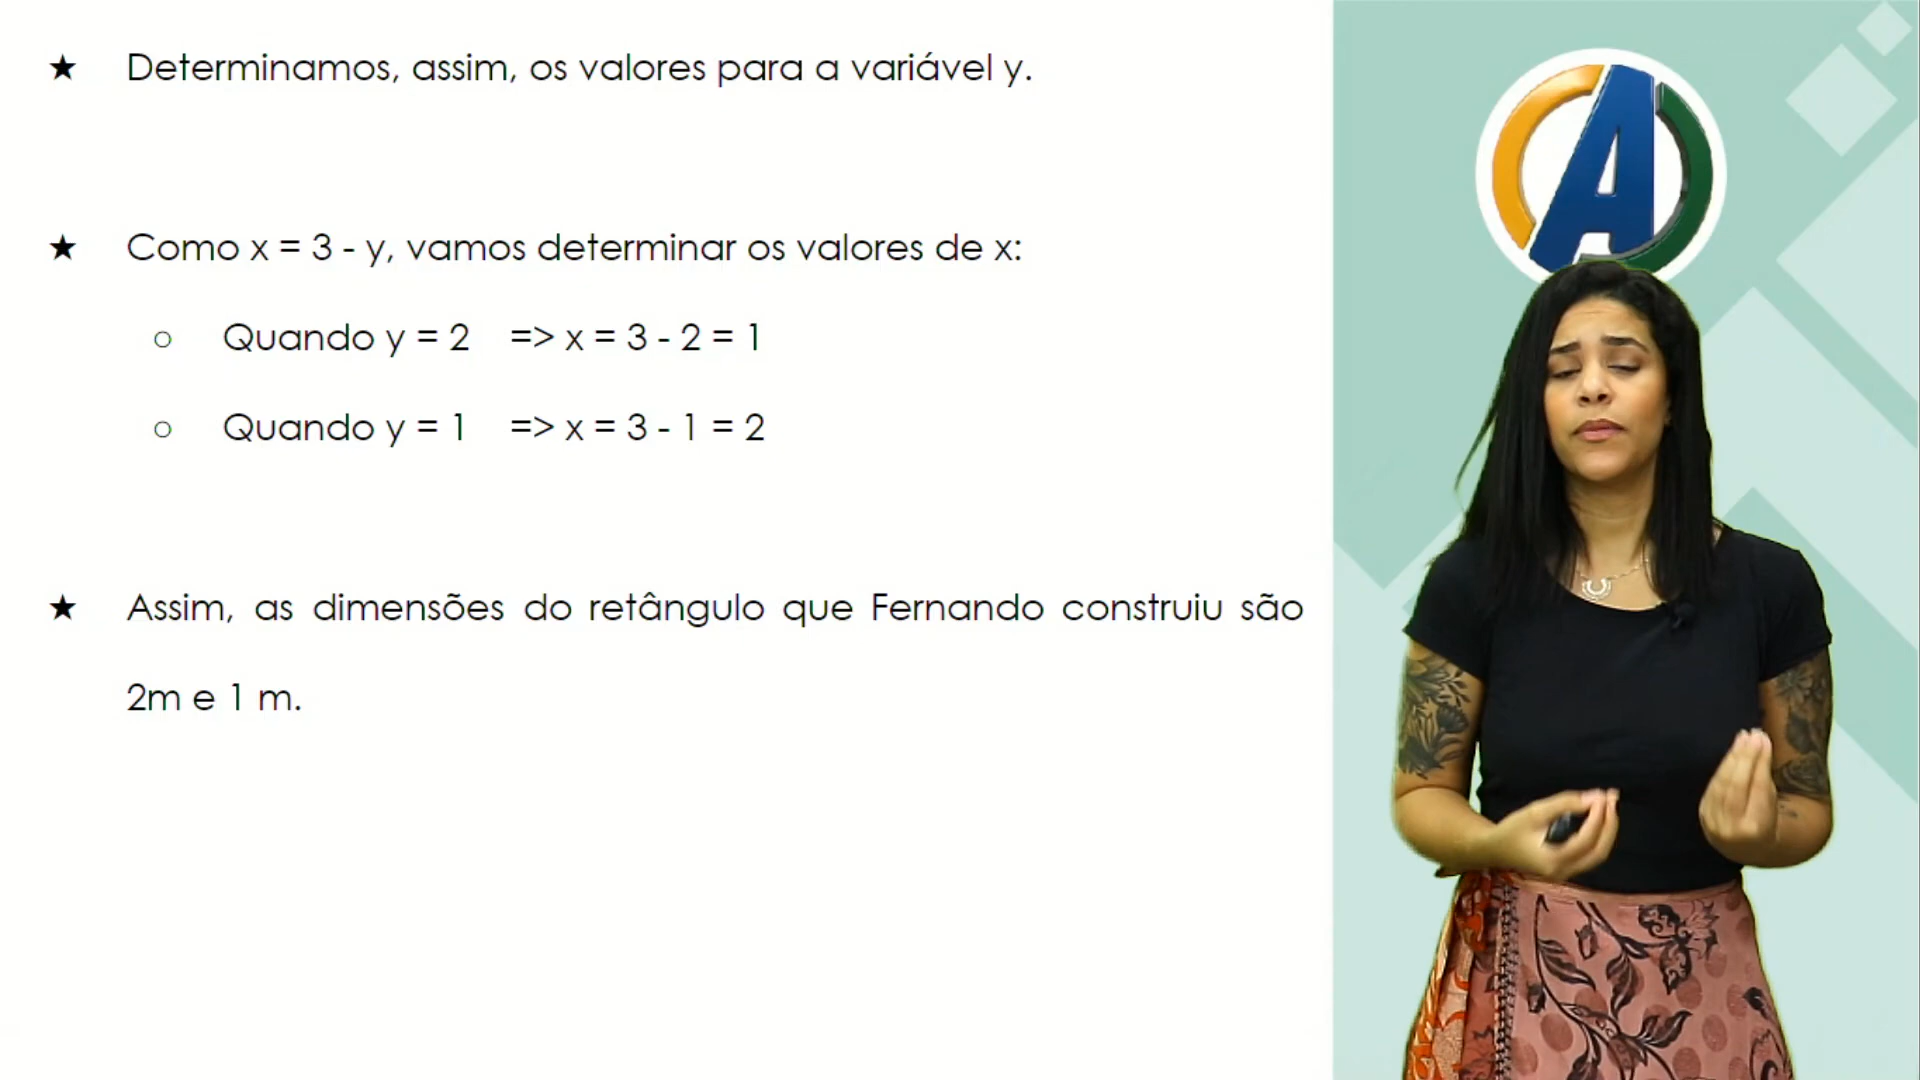 ★ Determinamos, assim, os valores para a variável y.
★ Como x = 3 - y, vamos determinar os valores de x:
○ Quando y = 2 => x = 3 - 2 = 1
○ Quando y = 1 => x = 3 - 1 = 2
★ Assim, as dimensões do retângulo que Fernando construiu são
2m e 1 m.
A